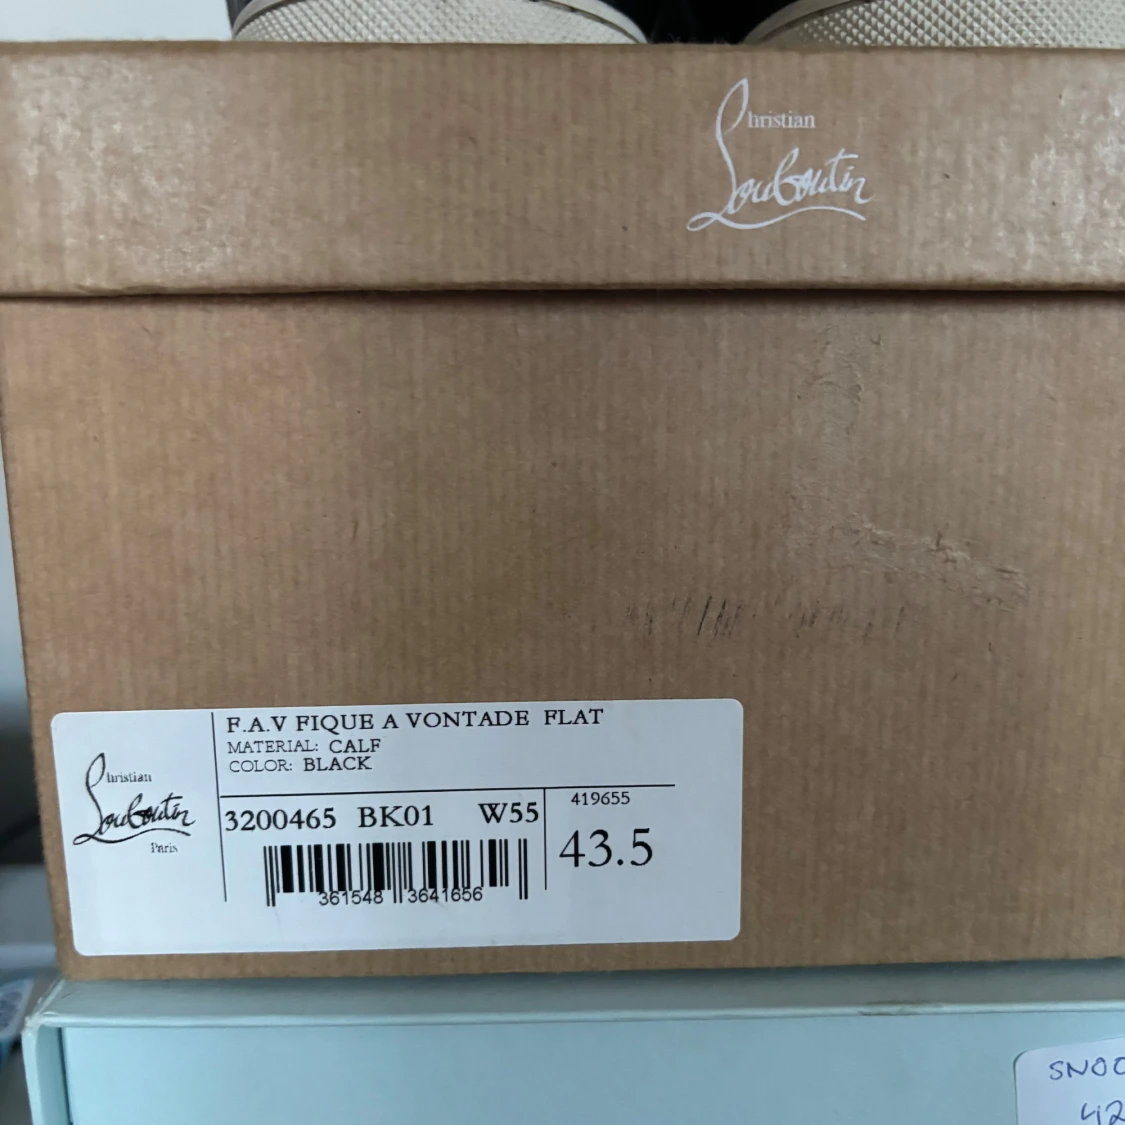 Christian
Louboutin
F.A.V FIQUE A VONTADE FLAT
MATERIAL: CALF
COLOR: BLACK
Christian
Louboutin
Paris
3200465 BK01 W55
419655
43.5
361548 3641656
SNOO
42